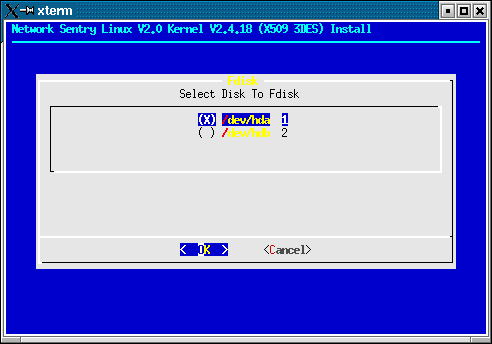 xterm
Network Sentry Linux V2.0 Kernel V2.4.18 (X509 3DES) Install
Fdisk
Select Disk To Fdisk
(X) /dev/hda 1
( ) /dev/hdh 2
< OK > <Cancel>